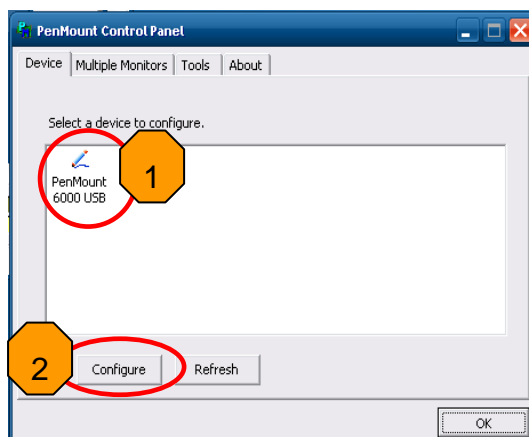 PenMount Control Panel
Device Multiple Monitors Tools About
Select a device to configure.
1
PenMount
6000 USB
2
Configure Refresh
OK